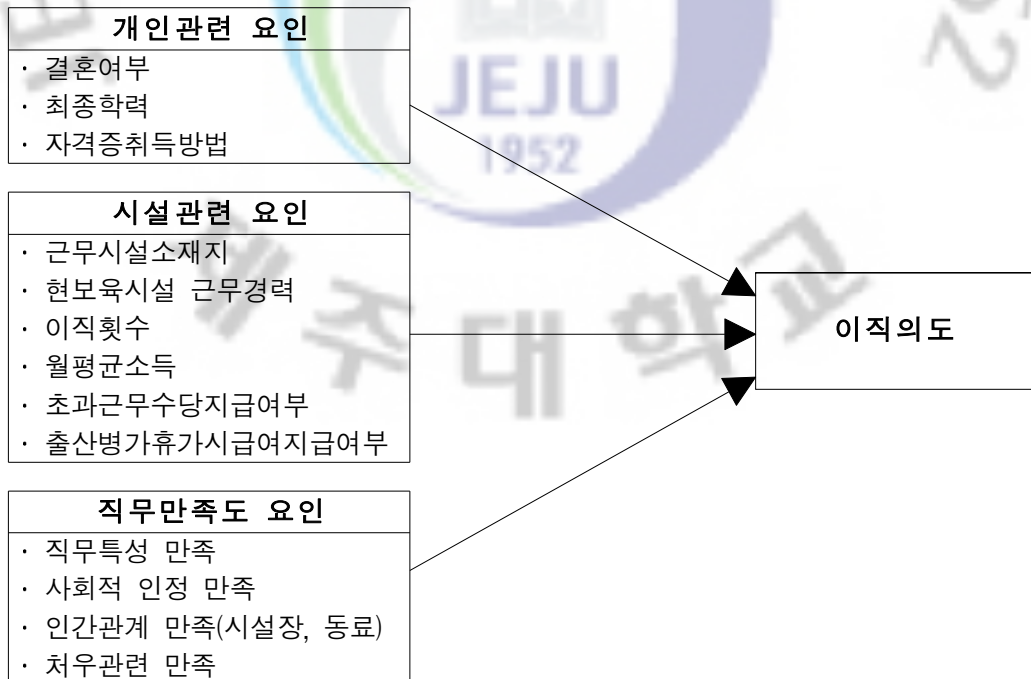 개인관련 요인
· 결혼여부
· 최종학력
· 자격증취득방법
시설관련 요인
· 근무시설소재지
· 현보육시설 근무경력
· 이직횟수
· 월평균소득
· 초과근무수당지급여부
· 출산병가휴가시급여지급여부
직무만족도 요인
· 직무특성 만족
· 사회적 인정 만족
· 인간관계 만족(시설장, 동료)
· 처우관련 만족
이직의도
JEJU
1952
제주대학교